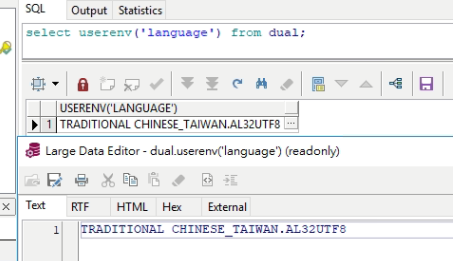 SQL Output Statistics
select userenv('language') from dual;
USERENV('LANGUAGE')
1 TRADITIONAL CHINESE_TAIWAN.AL32UTF8 ...
Large Data Editor - dual.userenv('language') (readonly)
Text RTF HTML Hex External
1 TRADITIONAL CHINESE_TAIWAN.AL32UTF8